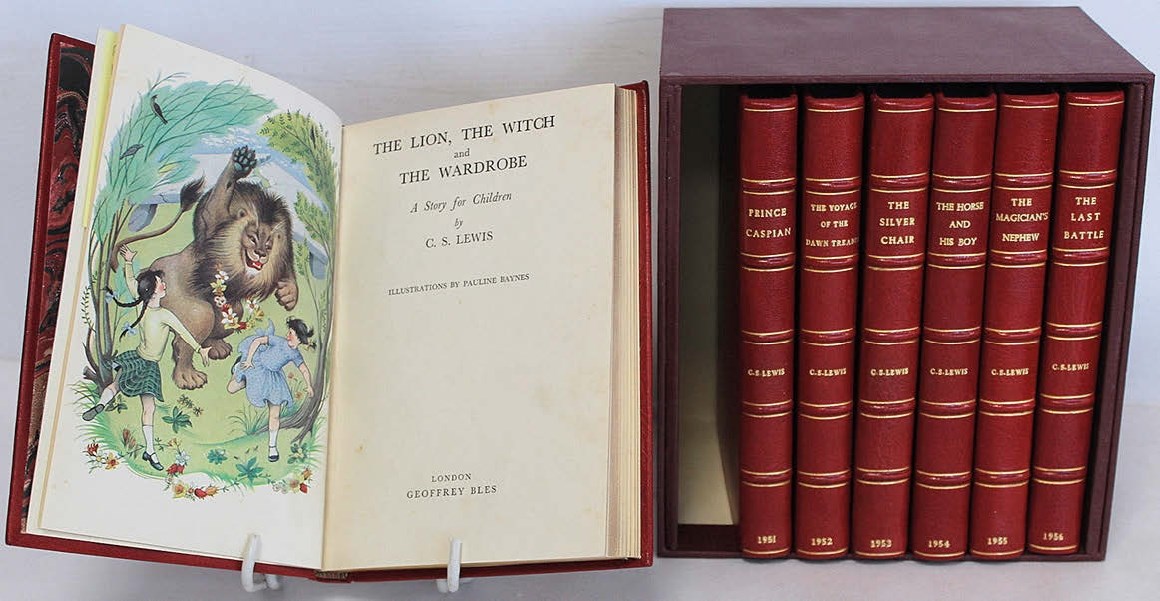 THE LION, THE WITCH
and
THE WARDROBE
A Story for Children
by
C. S. LEWIS
ILLUSTRATIONS BY PAULINE BAYNES
LONDON
GEOFFREY BLES
PRINCE
CASPIAN
C.S.LEWIS
1951
THE VOYAGE
OF THE
DAWN TREADER
C.S.LEWIS
1952
THE
SILVER
CHAIR
C.S.LEWIS
1953
THE HORSE
AND
HIS BOY
C.S.LEWIS
1954
THE
MAGICIAN'S
NEPHEW
C.S.LEWIS
1955
THE
LAST
BATTLE
C.S.LEWIS
1956